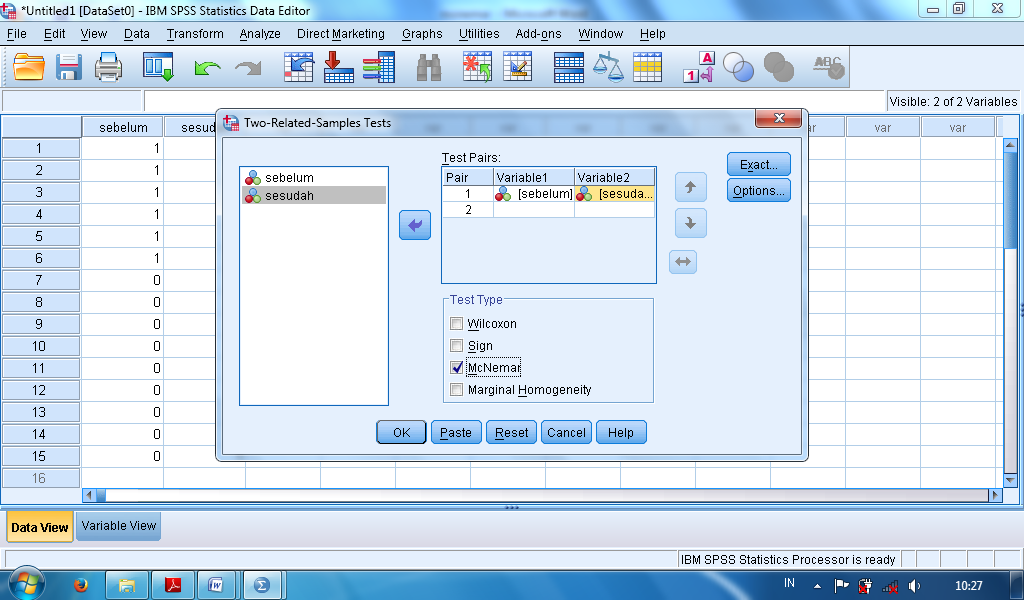 *Untitled1 [DataSet0] - IBM SPSS Statistics Data Editor
File Edit View Data Transform Analyze Direct Marketing Graphs Utilities Add-ons Window Help
Visible: 2 of 2 Variables
sebelum sesud ar var var
1 1
2 1
3 1
4 1
5 1
6 1
7 0
8 0
9 0
10 0
11 0
12 0
13 0
14 0
15 0
16
Two-Related-Samples Tests
sebelum
sesudah
Test Pairs:
Pair Variable1 Variable2
1 [sebelum] [sesuda...
2
Exact...
Options...
Test Type
Wilcoxon
Sign
McNemar
Marginal Homogeneity
OK Paste Reset Cancel Help
Data View Variable View
IBM SPSS Statistics Processor is ready
IN 10:27